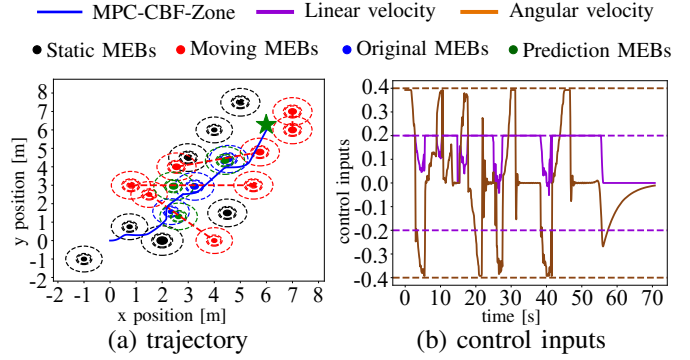 MPC-CBF-Zone Linear velocity Angular velocity
Static MEBs Moving MEBs Original MEBs Prediction MEBs
8
7
6
5
4
3
2
1
0
-1
-2
y position [m]
-2 -1 0 1 2 3 4 5 6 7 8
x position [m]
(a) trajectory
0.4
0.3
0.2
0.1
0.0
-0.1
-0.2
-0.3
-0.4
control inputs
0 10 20 30 40 50 60 70
time [s]
(b) control inputs